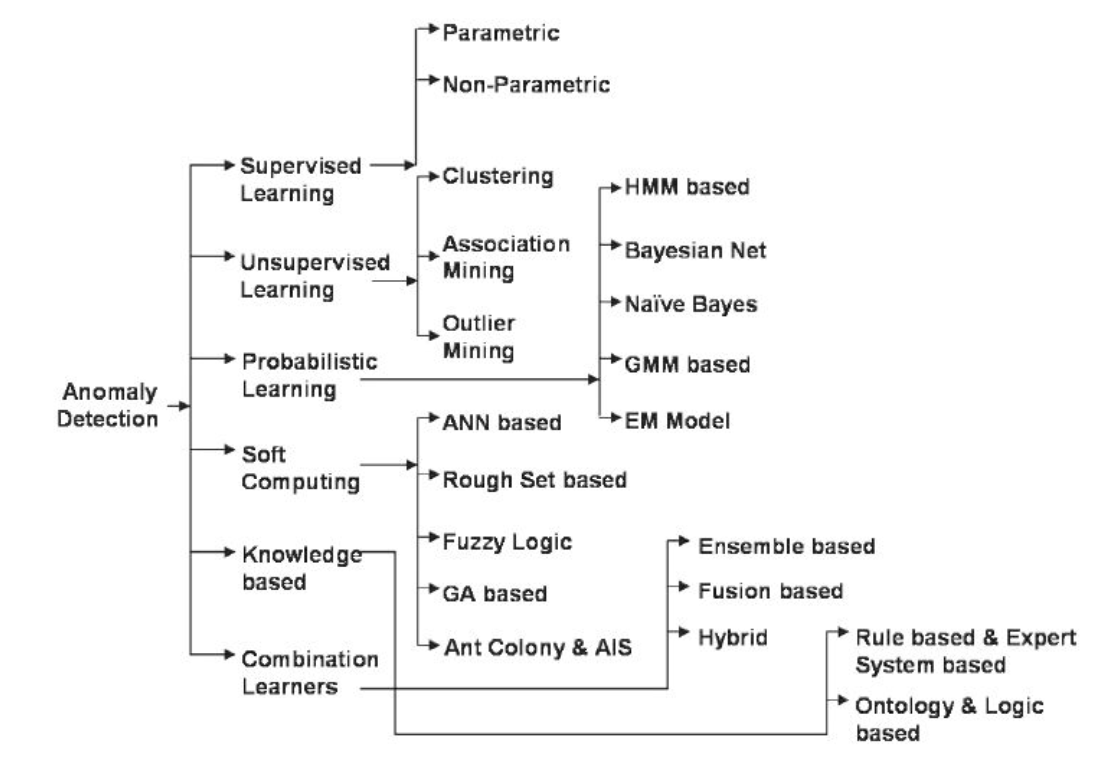 Parametric
Non-Parametric
Supervised
Learning
Clustering
HMM based
Association
Mining
Bayesian Net
Unsupervised
Learning
Naïve Bayes
Outlier
Mining
Probabilistic
Learning
GMM based
Anomaly
Detection
ANN based
EM Model
Soft
Computing
Rough Set based
Fuzzy Logic
Ensemble based
Knowledge
based
GA based
Fusion based
Ant Colony & AIS
Hybrid
Rule based & Expert
System based
Combination
Learners
Ontology & Logic
based